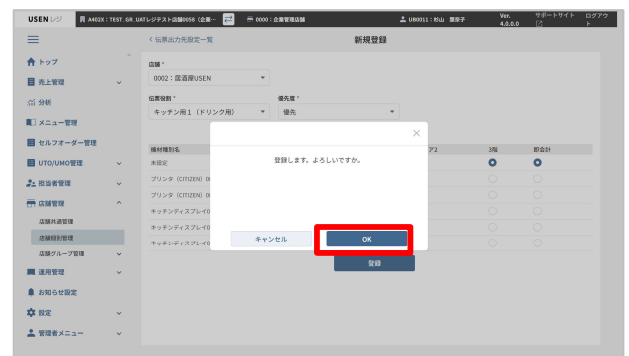 USENレジ
A402X：TEST_GR_UATレジテスト店舗0058（企業…
0000：企業管理店舗
UB0011：杉山 慧奈子
Ver. 4.0.0.0
サポートサイト
ログアウト
トップ
売上管理
分析
メニュー管理
セルフオーダー管理
UTO/UMO管理
担当者管理
店舗管理
店舗共通管理
店舗個別管理
店舗グループ管理
運用管理
お知らせ設定
設定
管理者メニュー
< 伝票出力先設定一覧
新規登録
店舗 *
0002：居酒屋USEN
伝票役割 *
優先度 *
キッチン用1（ドリンク用）
優先
機材種別名
ア2
3階
即会計
未設定
プリンタ（CITIZEN）0
プリンタ（CITIZEN）0
キッチンディスプレイ0
キッチンディスプレイ0
キッチンディスプレイ0
登録します。よろしいですか。
キャンセル
OK
登録